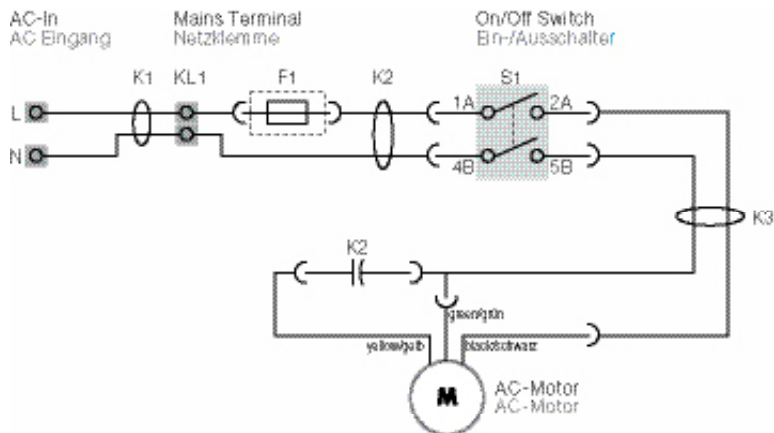 AC-In
AC Eingang
Mains Terminal
Netzklemme
On/Off Switch
Ein-/Ausschalter
K1
KL1
F1
K2
S1
L
1A
2A
N
4B
5B
K3
K2
green/grün
yellow/gelb
black/schwarz
M
AC-Motor
AC-Motor